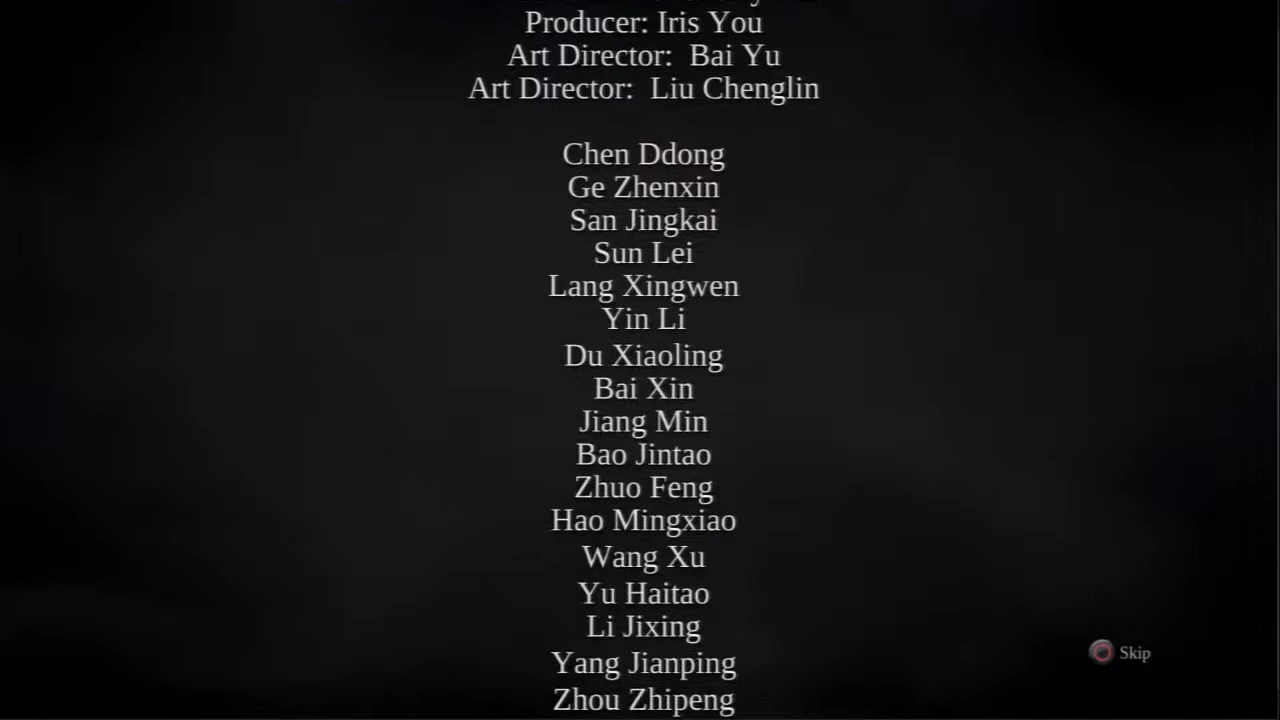 Producer: Iris You
Art Director:  Bai Yu
Art Director:  Liu Chenglin
Chen Ddong
Ge Zhenxin
San Jingkai
Sun Lei
Lang Xingwen
Yin Li
Du Xiaoling
Bai Xin
Jiang Min
Bao Jintao
Zhuo Feng
Hao Mingxiao
Wang Xu
Yu Haitao
Li Jixing
Yang Jianping
Zhou Zhipeng
Skip